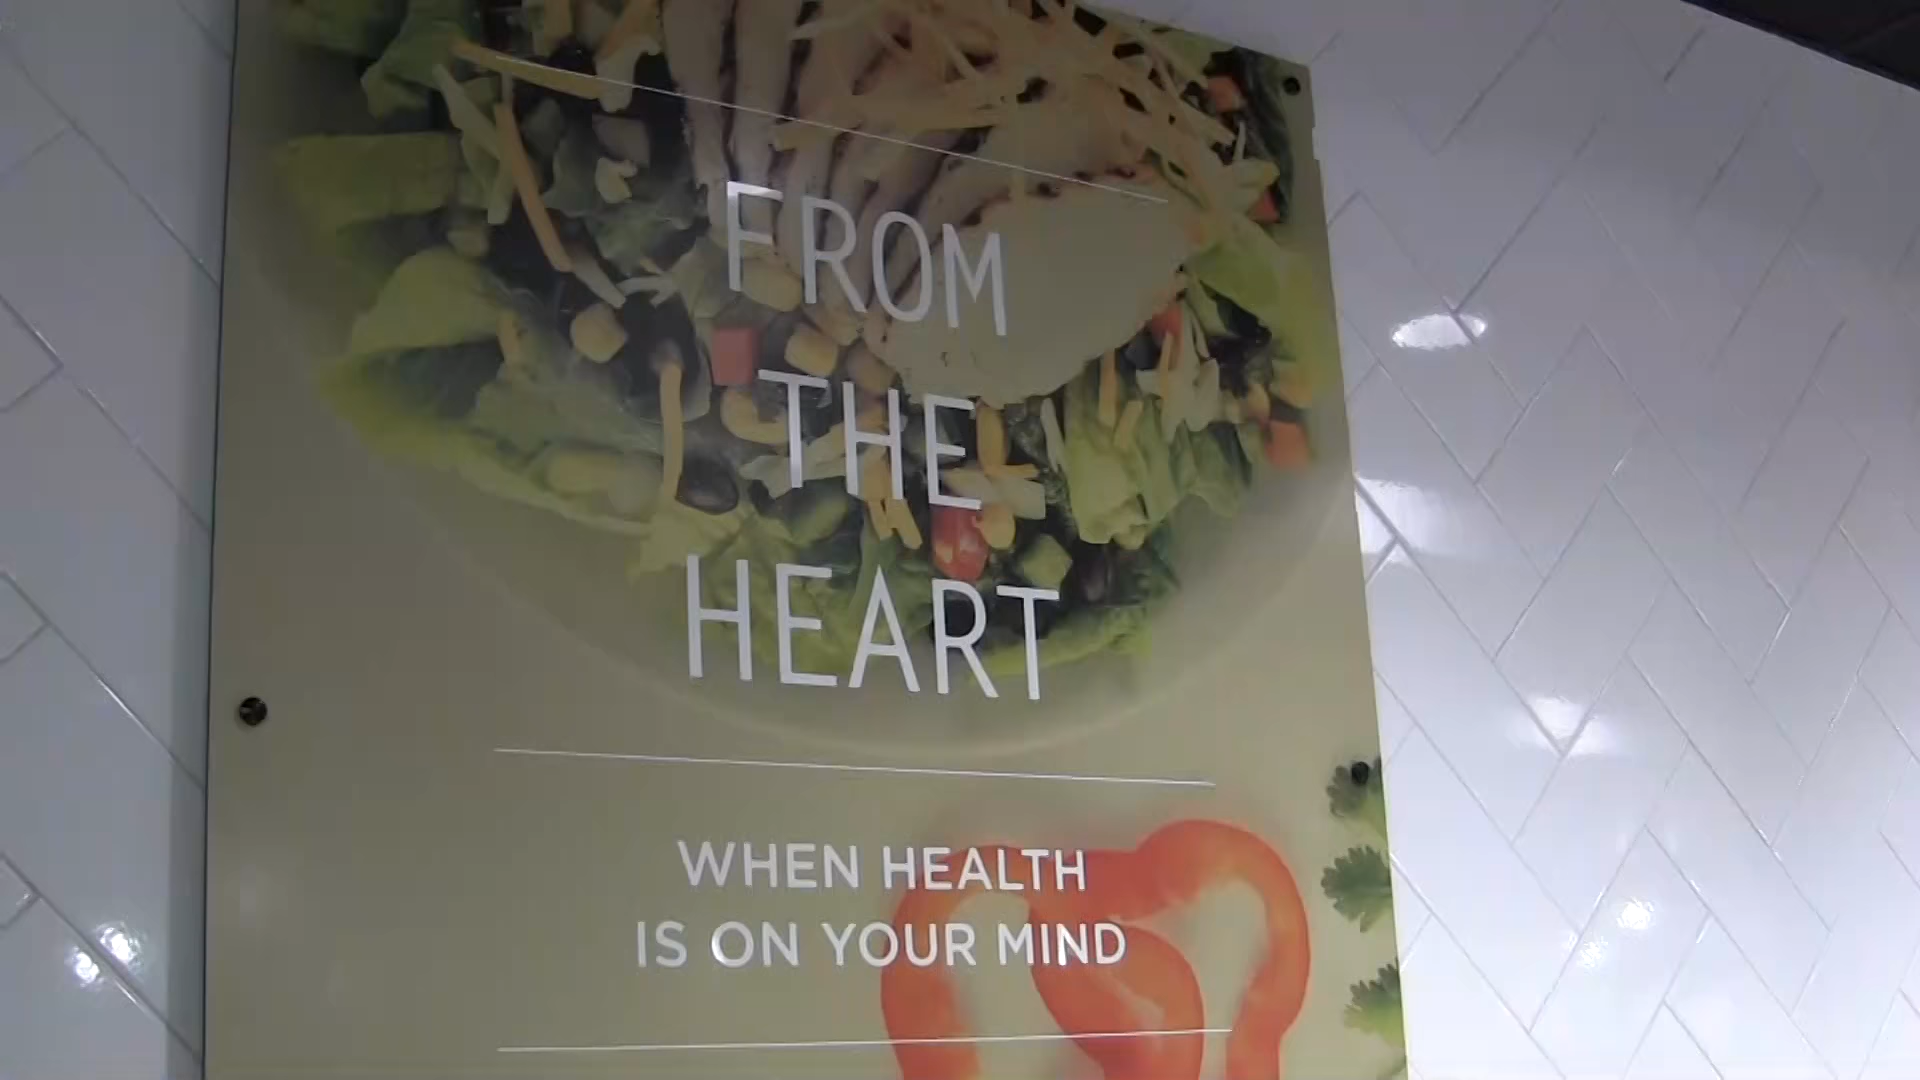 FROM
THE
HEART
WHEN HEALTH
IS ON YOUR MIND